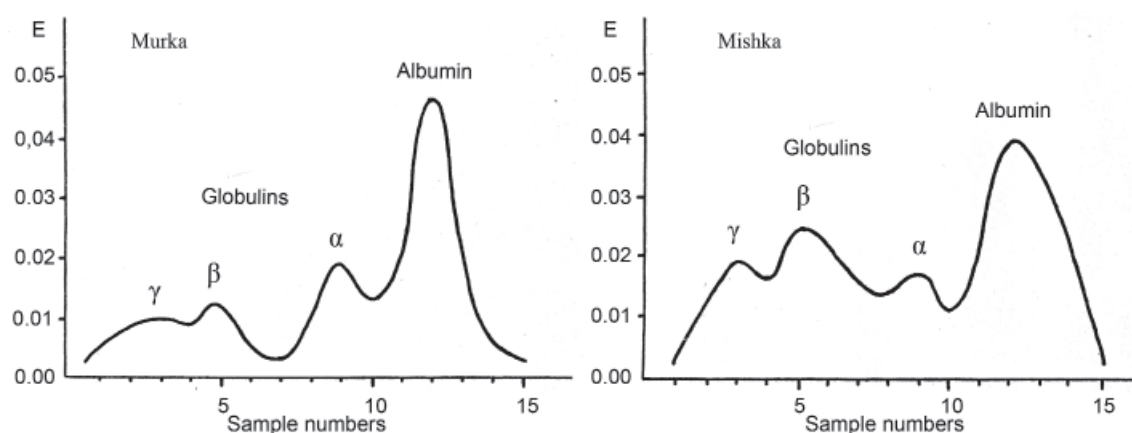 E
Murka
Albumin
0.05
0,04
0.03
Globulins
α
0.02
β
γ
0.01
0.00
5
10
15
Sample numbers
E
Mishka
0.05
Albumin
0.04
Globulins
0.03
β
γ
α
0.02
0.01
0.00
5
10
15
Sample numbers